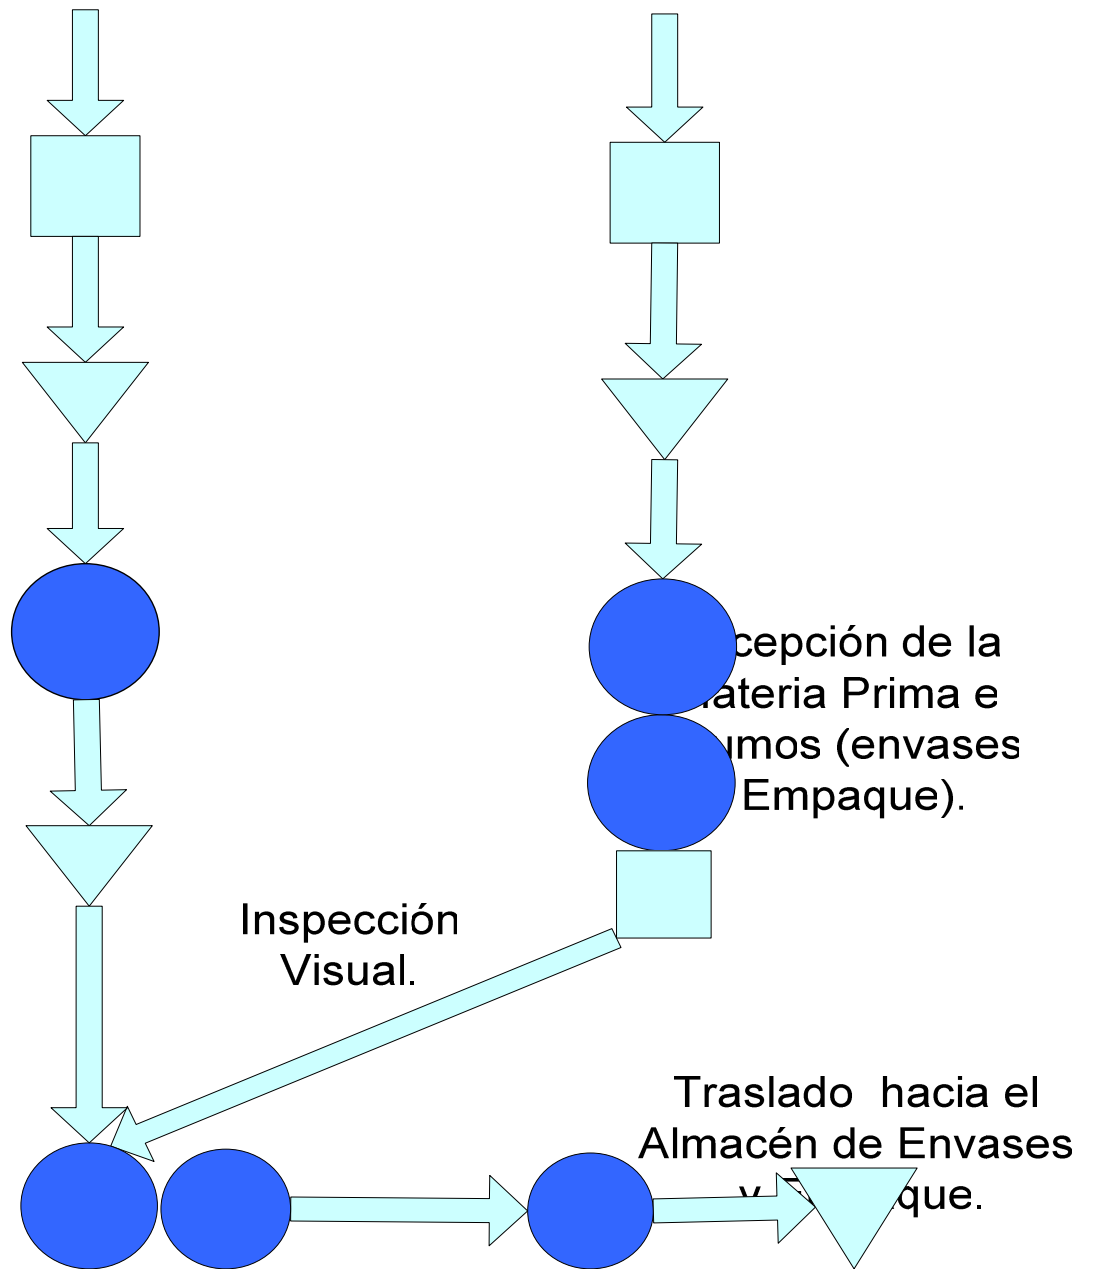 cepción de la
ateria Prima e
umos (envases
Empaque).
Inspección
Visual.
Traslado hacia el
Almacén de Envases
y
que.